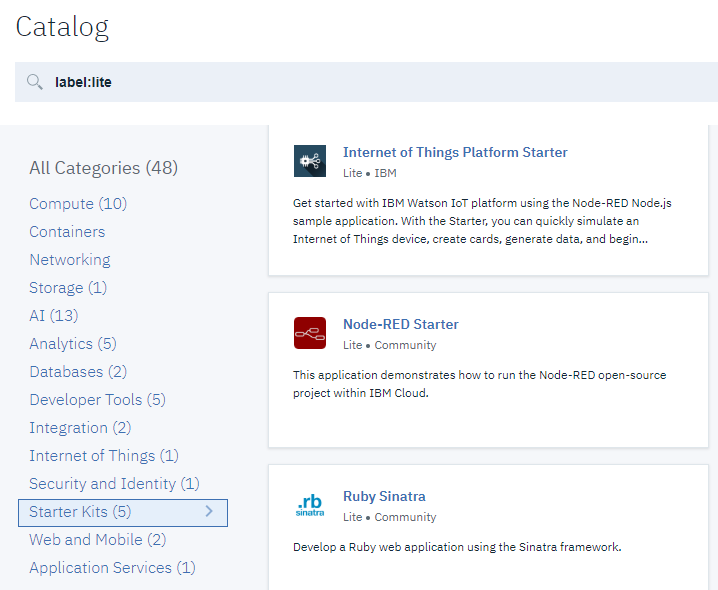 Catalog
label:lite
All Categories (48)
Compute (10)
Containers
Networking
Storage (1)
AI (13)
Analytics (5)
Databases (2)
Developer Tools (5)
Integration (2)
Internet of Things (1)
Security and Identity (1)
Starter Kits (5)
Web and Mobile (2)
Application Services (1)
Internet of Things Platform Starter
Lite • IBM
Get started with IBM Watson IoT platform using the Node-RED Node.js
sample application. With the Starter, you can quickly simulate an
Internet of Things device, create cards, generate data, and begin...
Node-RED Starter
Lite • Community
This application demonstrates how to run the Node-RED open-source
project within IBM Cloud.
.rb
sinatra
Ruby Sinatra
Lite • Community
Develop a Ruby web application using the Sinatra framework.